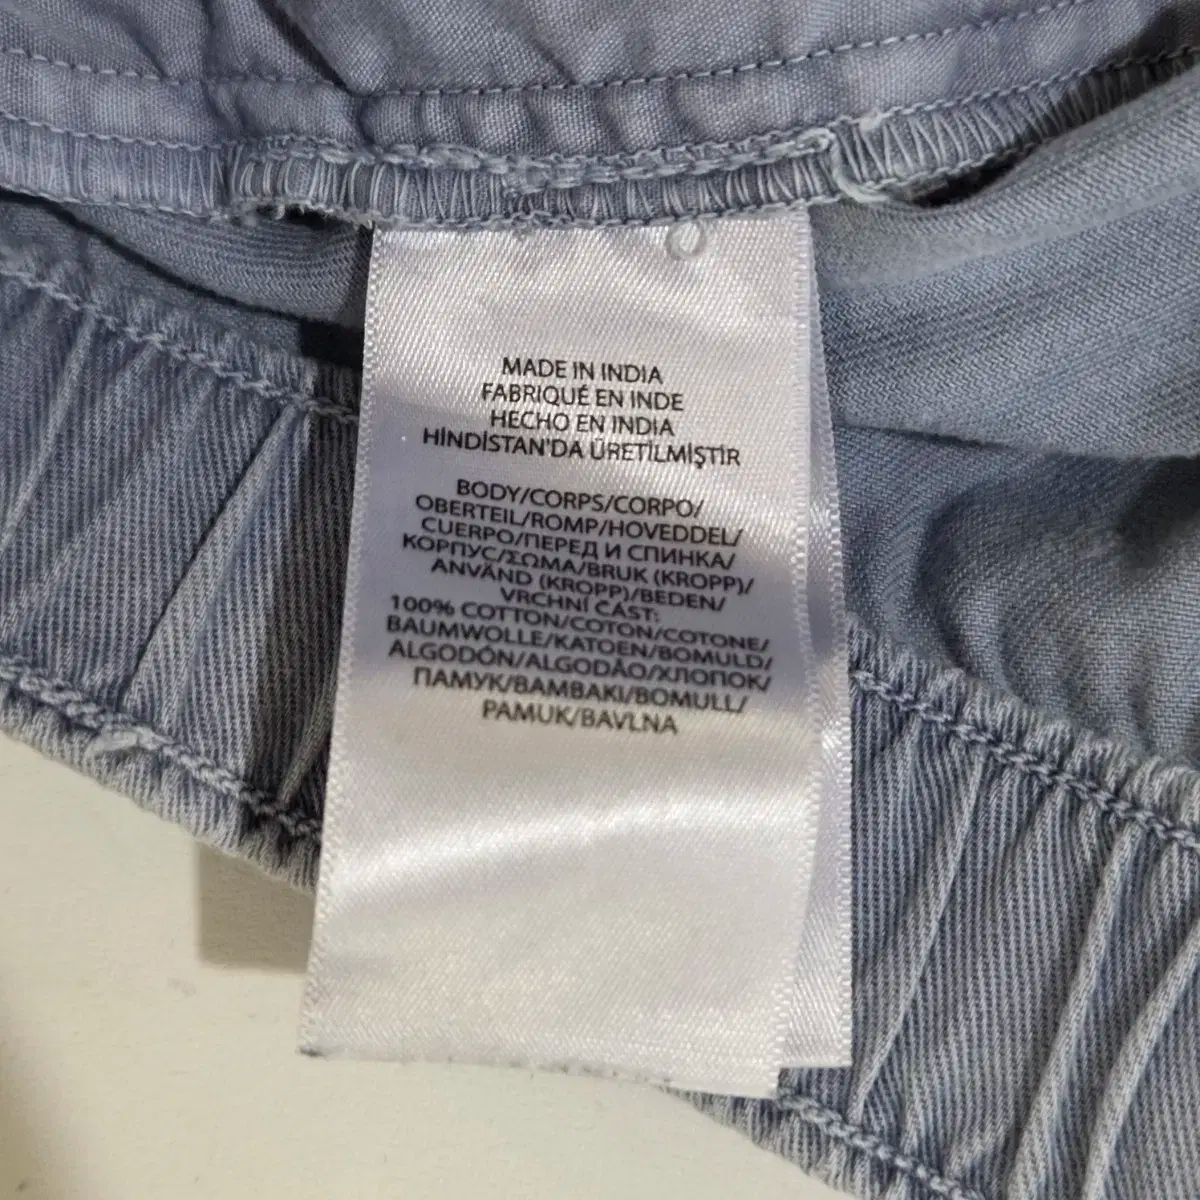 MADE IN INDIA
FABRIQUÉ EN INDE
HECHO EN INDIA
HİNDİSTAN'DA ÜRETİLMİŞTİR
BODY/CORPS/CORPO/
OBERTEIL/ROMP/HOVEDDEL/
CUERPO/ПЕРЕД И СПИНКА/
КОРПУС/ΣΩΜΑ/BRUK (KROPP)/
ANVÄND (KROPP)/BEDEN/
VRCHNÍ CÁST:
100% COTTON/COTON/COTONE/
BAUMWOLLE/KATOEN/BOMULD/
ALGODÓN/ALGODÃO/ХЛОПОК/
ПАМУК/ΒΑΜΒΑΚΙ/BOMULL/
PAMUK/BAVLNA